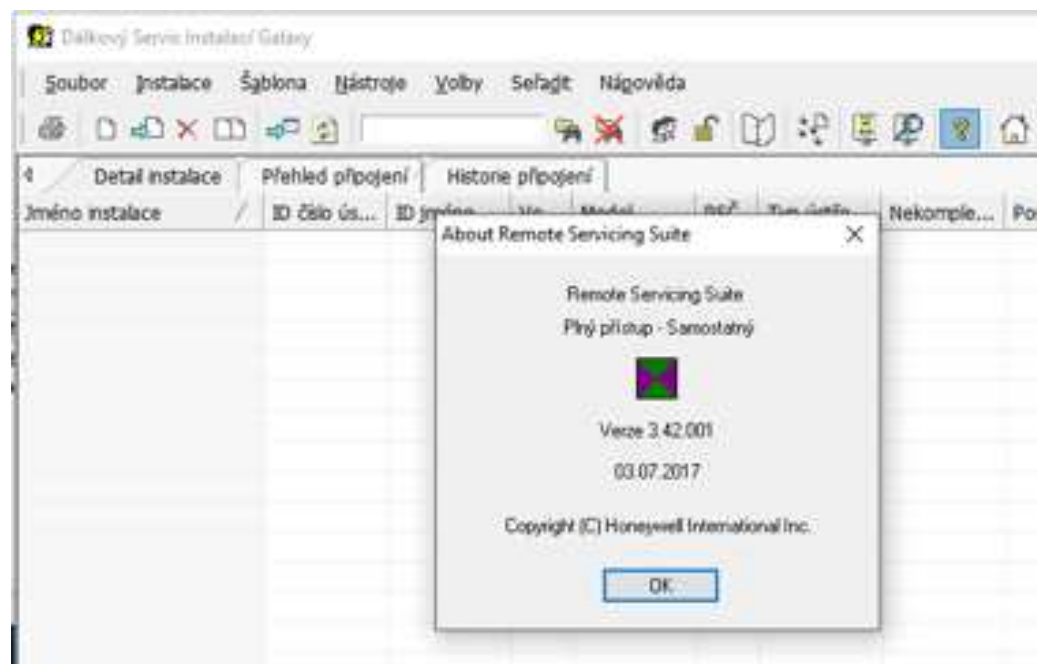 Dálkový Servis Instalací Galaxy
Soubor Instalace Šablona Nástroje Volby Seřadit Nápověda
Detail instalace Přehled připojení Historie připojení
Jméno instalace ID číslo ús... ID jméno Nekomple...
About Remote Servicing Suite
Remote Servicing Suite
Plný přístup - Samostatný
Verze 3.42.001
03.07.2017
Copyright (C) Honeywell International Inc.
OK